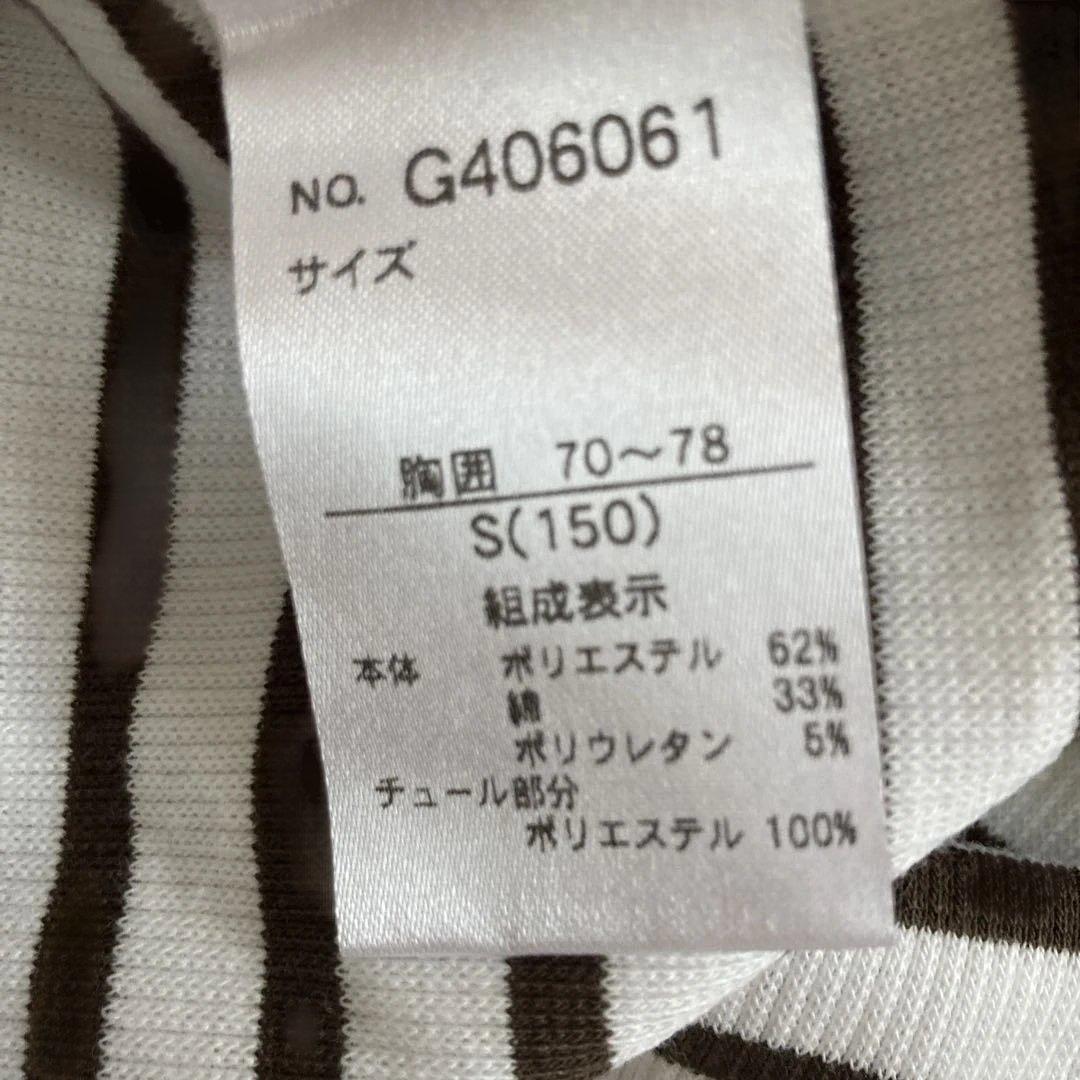 NO. G406061
サイズ
胸囲 70〜78
S(150)
組成表示
本体 ポリエステル 62%
綿 33%
ポリウレタン 5%
チュール部分
ポリエステル 100%